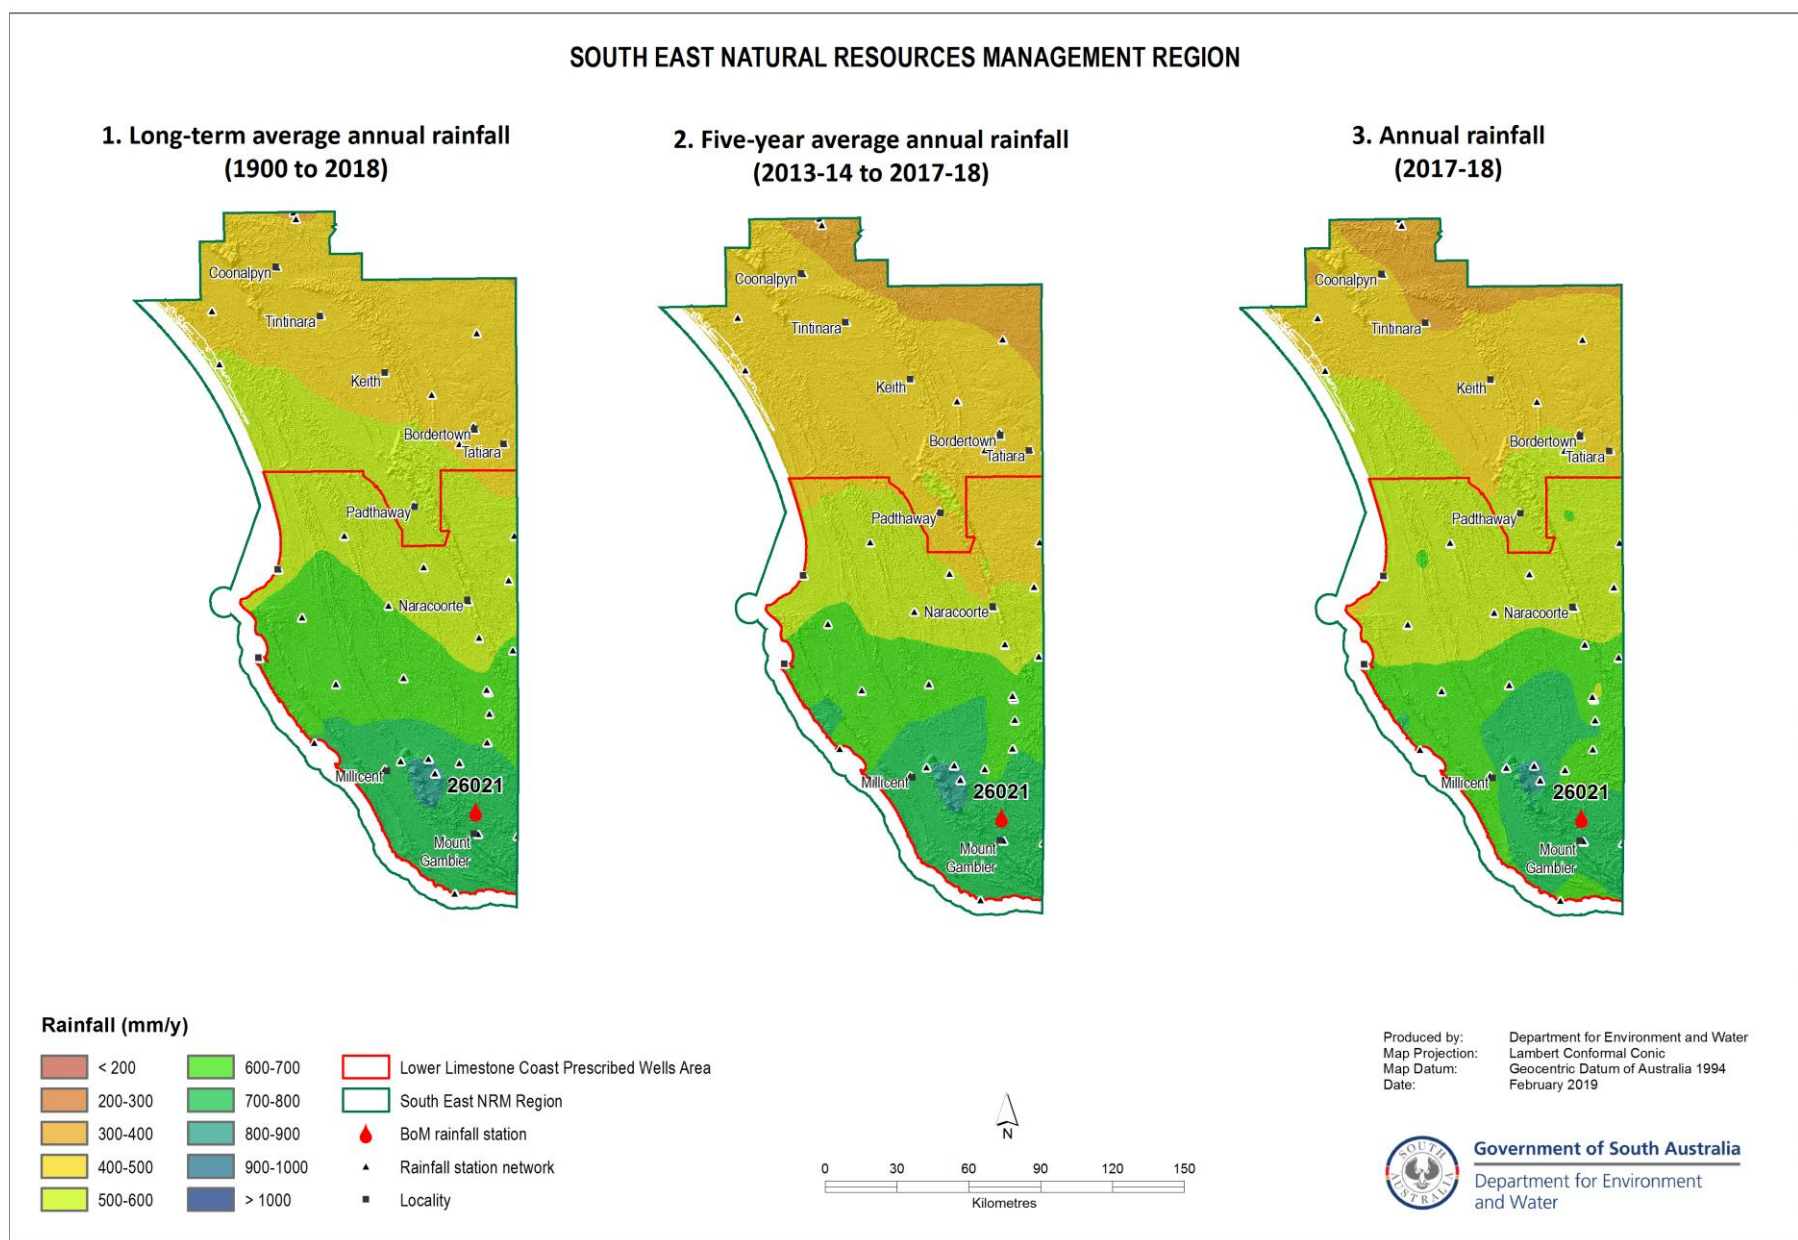 SOUTH EAST NATURAL RESOURCES MANAGEMENT REGION
1. Long-term average annual rainfall
(1900 to 2018)
Coonalpyn
Tintinara
Keith
Bordertown
Tatiara
Padthaway
Naracoorte
Millicent
26021
Mount
Gambier
2. Five-year average annual rainfall
(2013-14 to 2017-18)
Coonalpyn
Tintinara
Keith
Bordertown
Tatiara
Padthaway
Naracoorte
Millicent
26021
Mount
Gambier
3. Annual rainfall
(2017-18)
Coonalpyn
Tintinara
Keith
Bordertown
Tatiara
Padthaway
Naracoorte
Millicent
26021
Mount
Gambier
Rainfall (mm/y)
< 200
200-300
300-400
400-500
500-600
600-700
700-800
800-900
900-1000
> 1000
Lower Limestone Coast Prescribed Wells Area
South East NRM Region
BoM rainfall station
Rainfall station network
Locality
N
0 30 60 90 120 150
Kilometres
Produced by: Department for Environment and Water
Map Projection: Lambert Conformal Conic
Map Datum: Geocentric Datum of Australia 1994
Date: February 2019
SOUTH
AUSTRALIA
Government of South Australia
Department for Environment
and Water